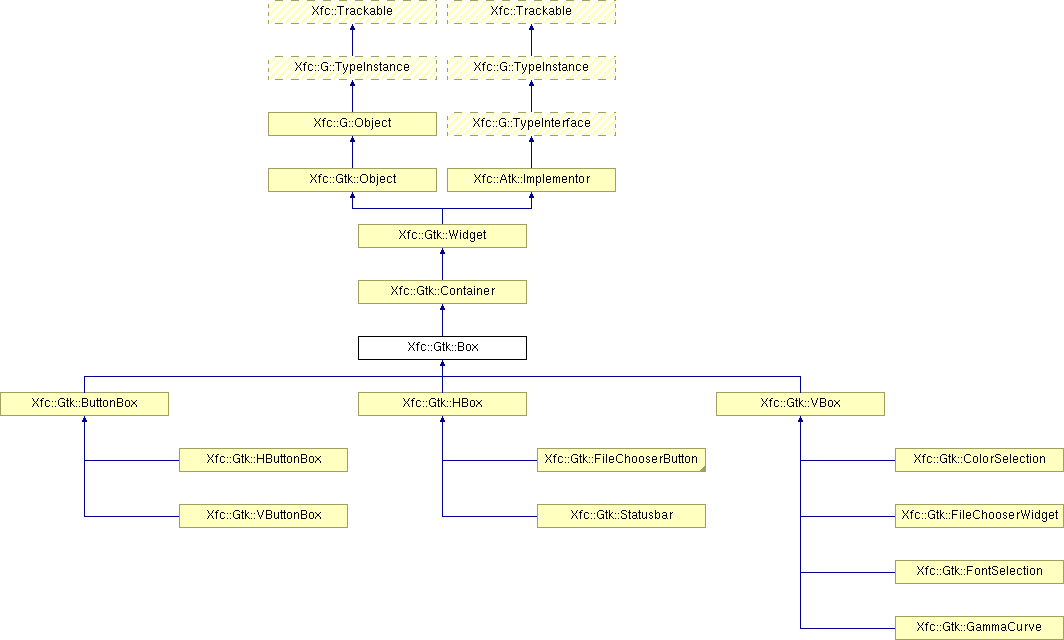 Xfc::Trackable
Xfc::Trackable
Xfc::G::TypeInstance
Xfc::G::TypeInstance
Xfc::G::Object
Xfc::G::TypeInterface
Xfc::Gtk::Object
Xfc::Atk::Implementor
Xfc::Gtk::Widget
Xfc::Gtk::Container
Xfc::Gtk::Box
Xfc::Gtk::ButtonBox
Xfc::Gtk::HBox
Xfc::Gtk::VBox
Xfc::Gtk::HButtonBox
Xfc::Gtk::FileChooserButton
Xfc::Gtk::ColorSelection
Xfc::Gtk::VButtonBox
Xfc::Gtk::Statusbar
Xfc::Gtk::FileChooserWidget
Xfc::Gtk::FontSelection
Xfc::Gtk::GammaCurve